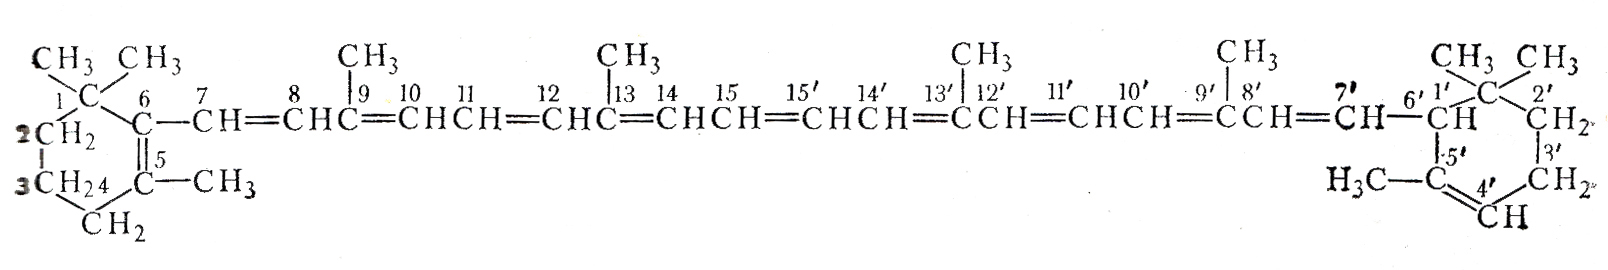 CH3 CH3 CH3 CH3 CH3 CH3 CH3 CH3
1 C 6 7 8 9 10 11 12 13 14 15 15' 14' 13' 12' 11' 10' 9' 8' 7' 6' 1' C 2'
2CH2 C—CH=CHC=CHCH=CHC=CHCH=CHCH=CCH=CHCH=CCH=CH—CH CH2
5 5' 3'
3CH2 4 C—CH3 H3C—C 4' CH2
CH2 CH